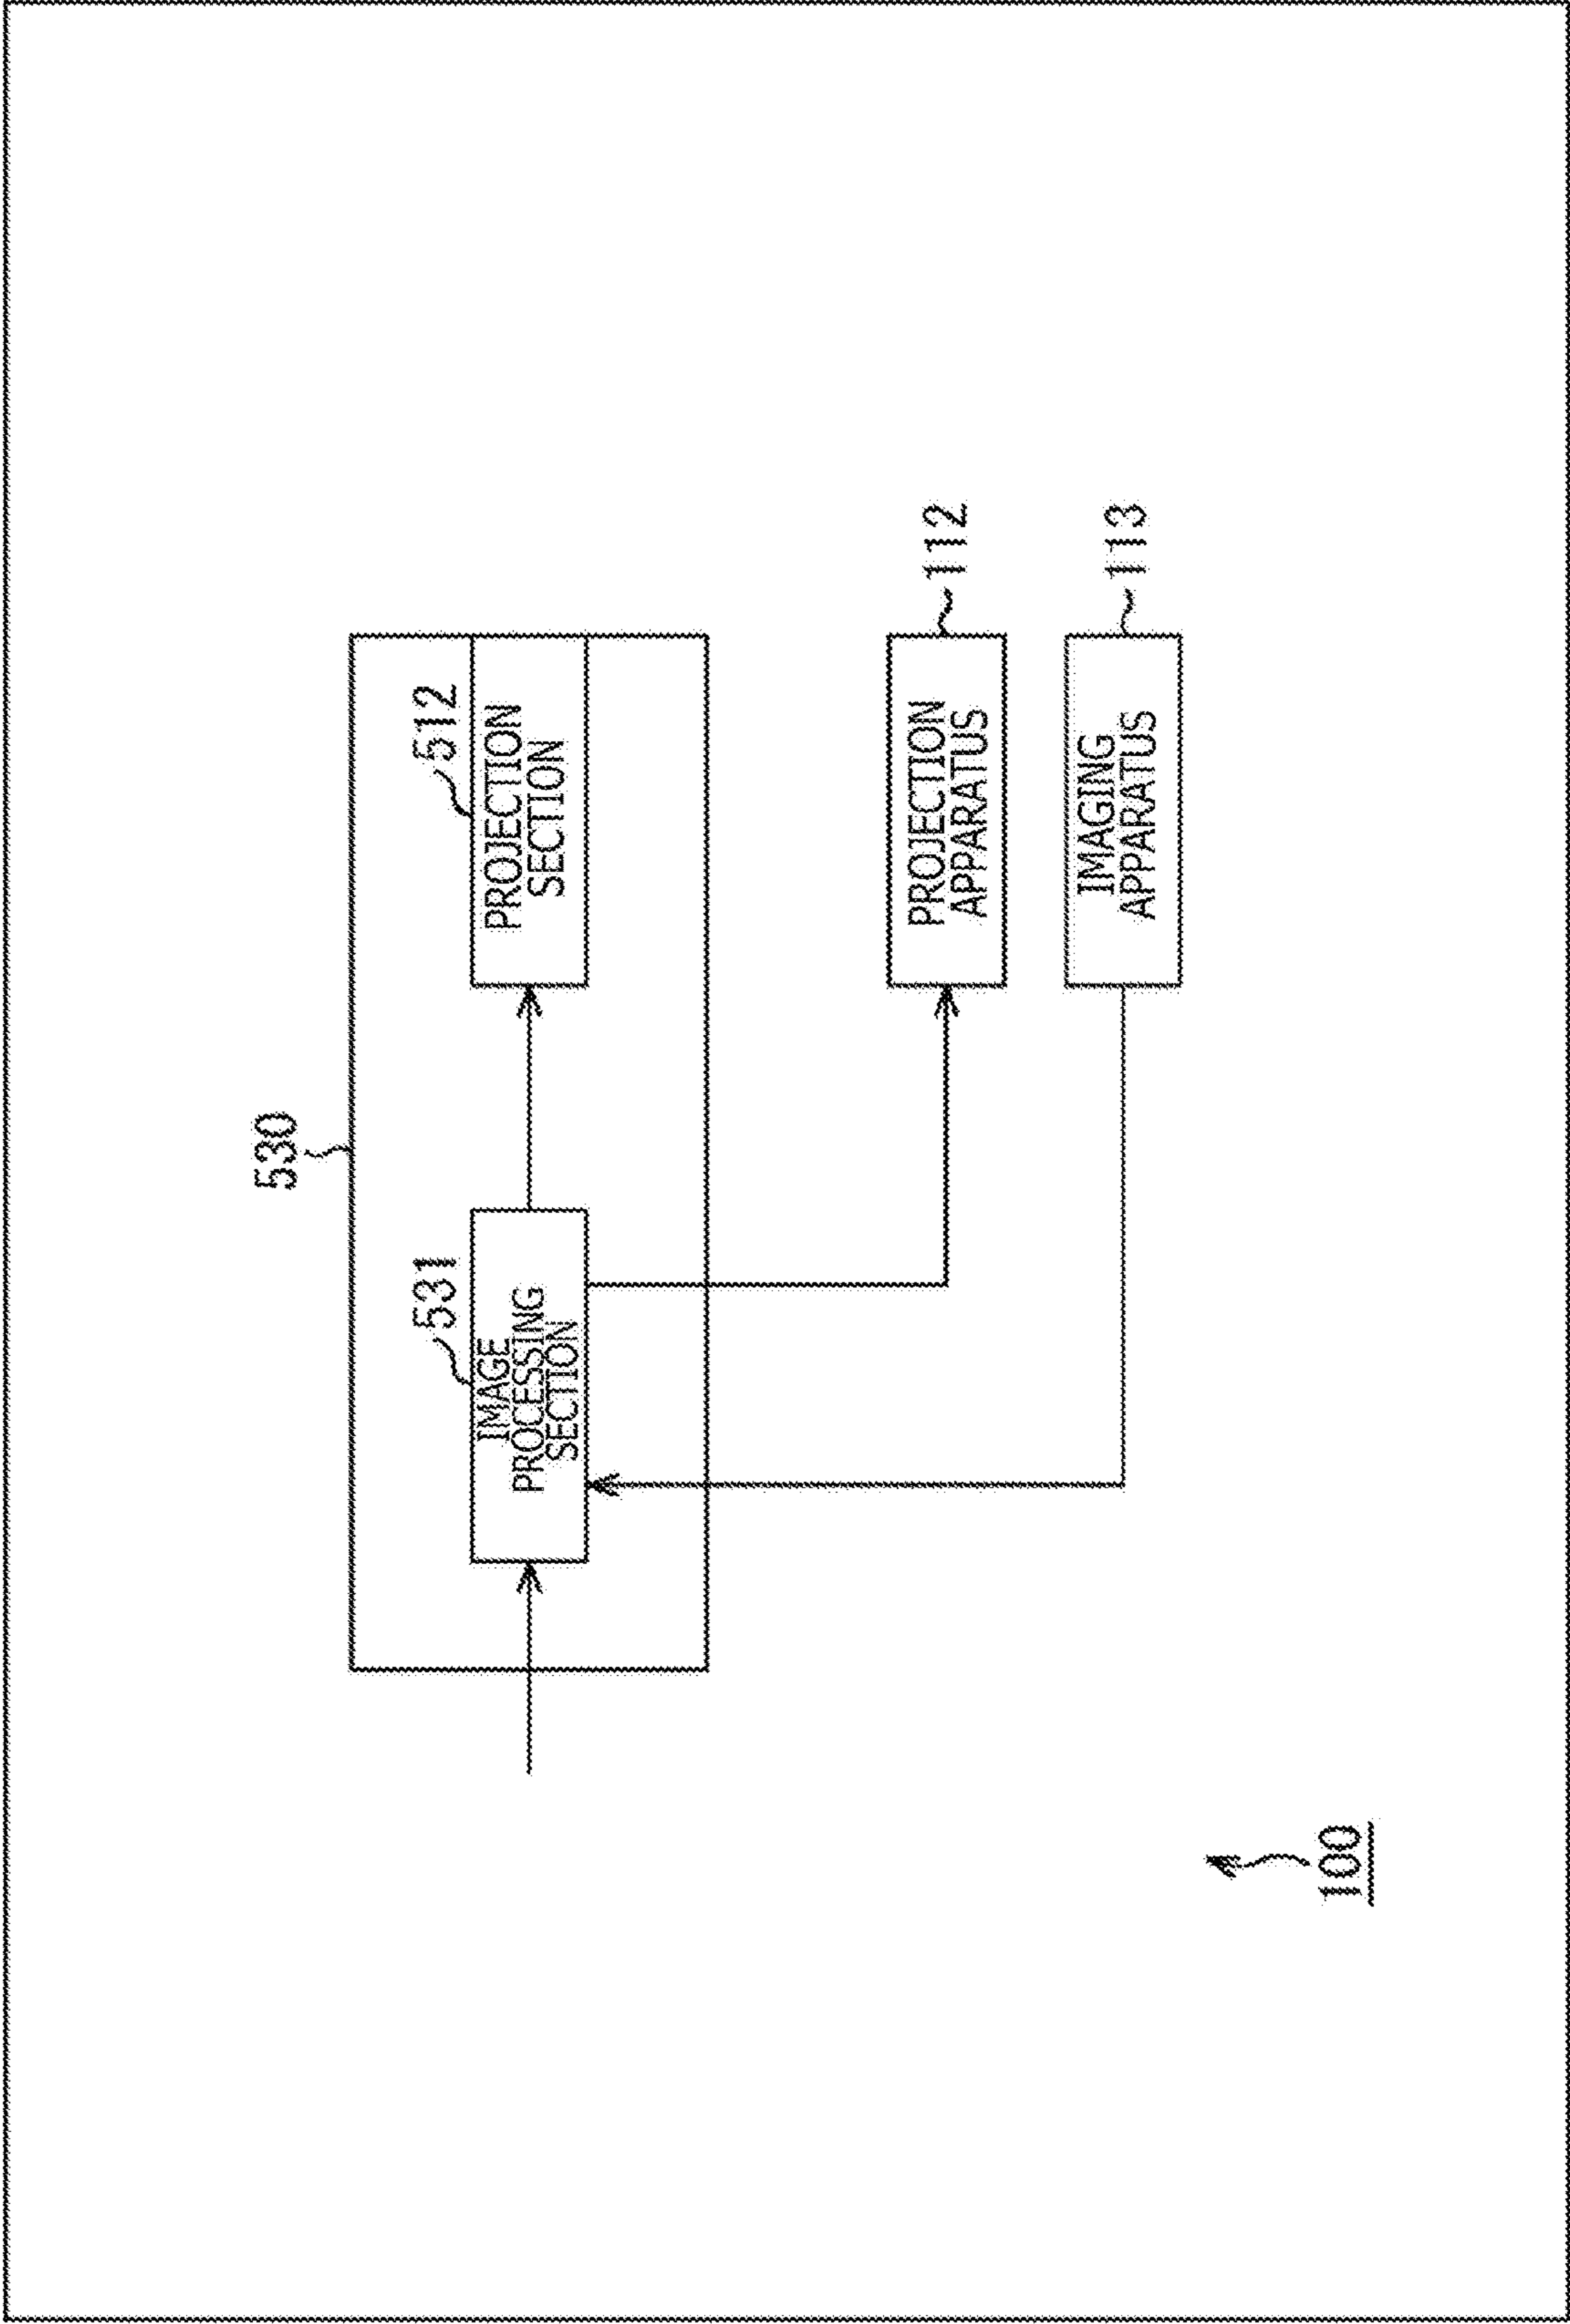 530
531
IMAGE
PROCESSING
SECTION
512
PROJECTION
SECTION
PROJECTION
APPARATUS
112
IMAGING
APPARATUS
113
100